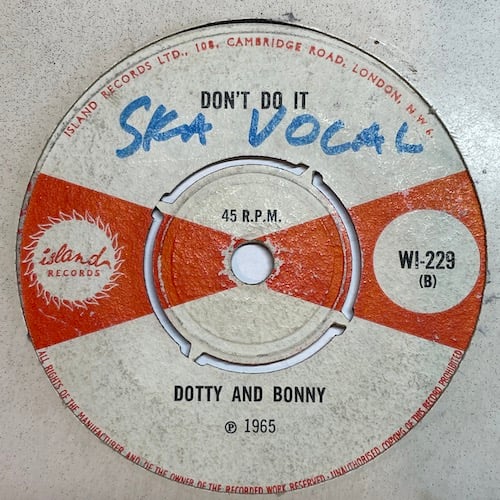 ISLAND RECORDS LTD., 108, CAMBRIDGE ROAD, LONDON, N.W.6.
DON'T DO IT
SKA VOCAL
45 R.P.M.
island
RECORDS
WI-229
(B)
DOTTY AND BONNY
℗ 1965
ALL RIGHTS OF THE MANUFACTURER AND OF THE OWNER OF THE RECORDED WORK RESERVED · UNAUTHORISED COPYING OF THIS RECORD PROHIBITED